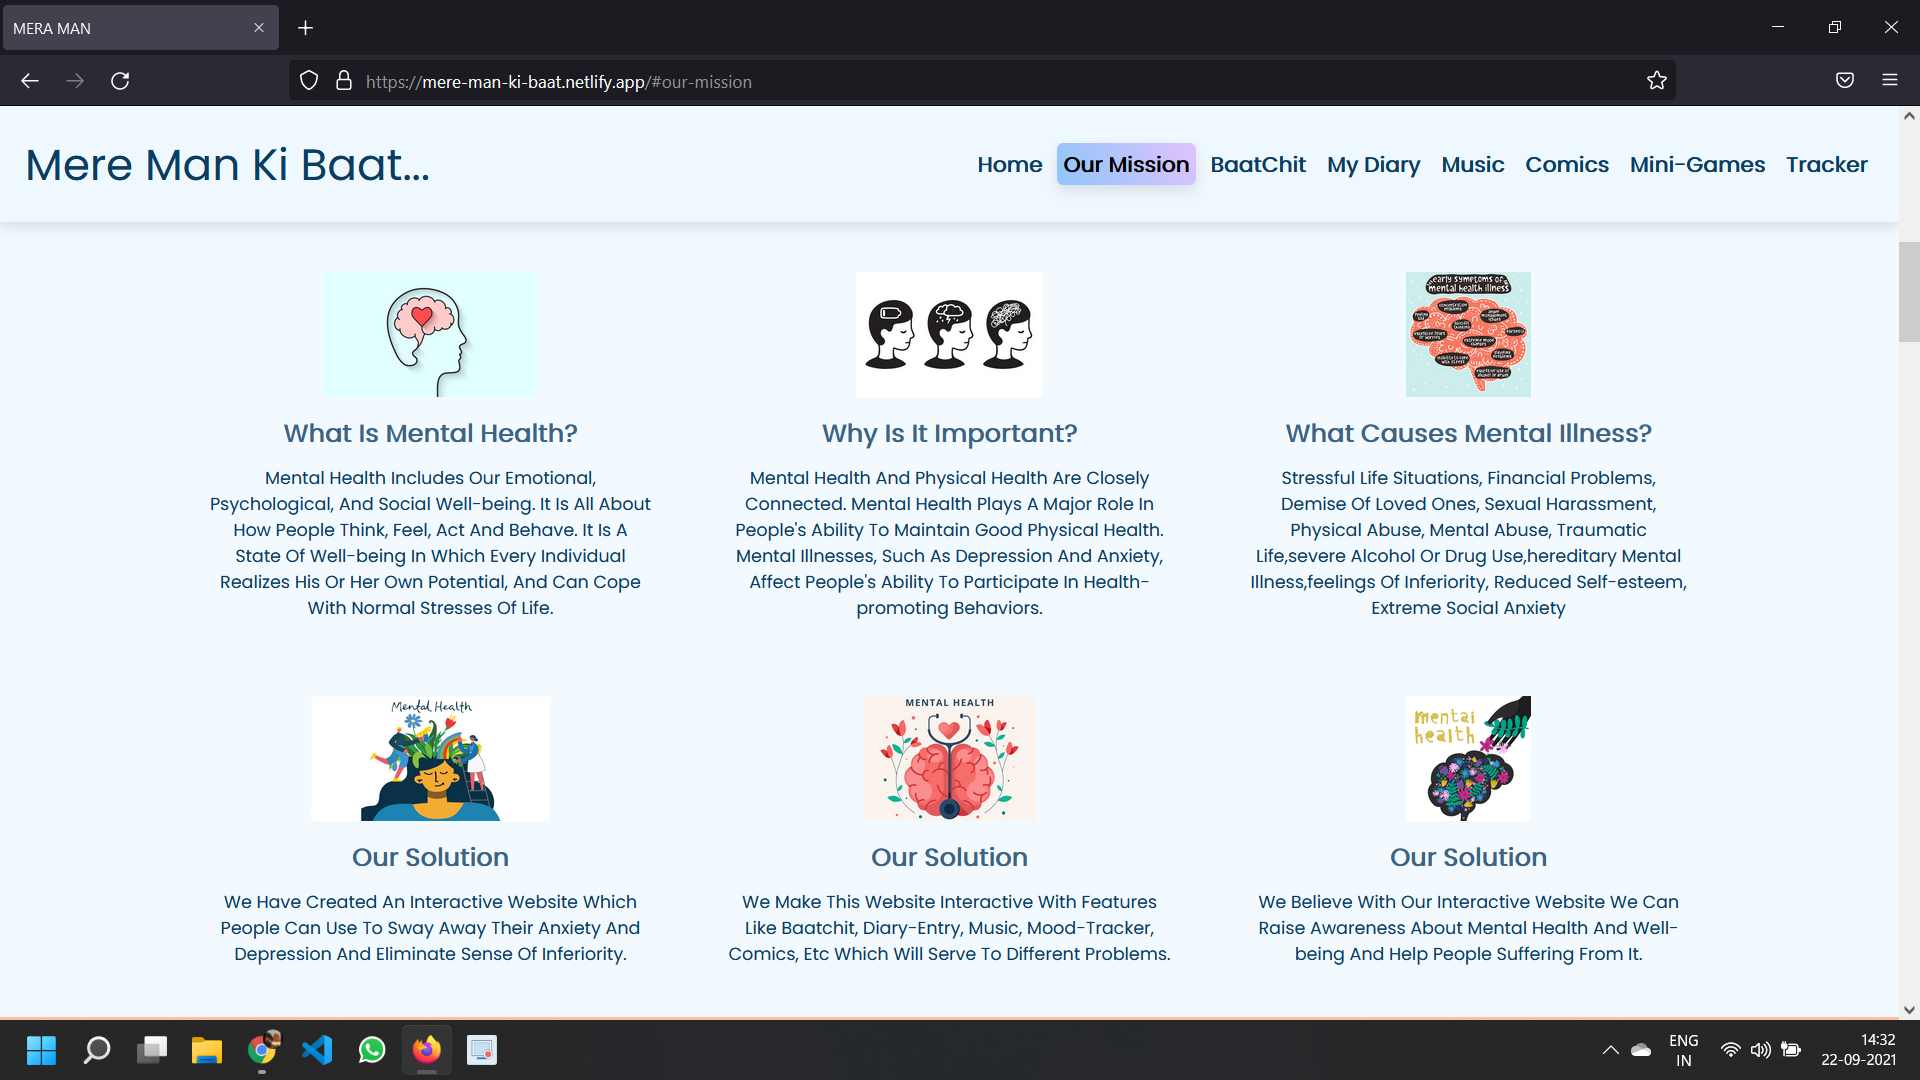 MERA MAN
https://mere-man-ki-baat.netlify.app/#our-mission
Mere Man Ki Baat...
Home Our Mission BaatChit My Diary Music Comics Mini-Games Tracker
early symptoms of
mental health illness
What Is Mental Health?
Mental Health Includes Our Emotional,
Psychological, And Social Well-being. It Is All About
How People Think, Feel, Act And Behave. It Is A
State Of Well-being In Which Every Individual
Realizes His Or Her Own Potential, And Can Cope
With Normal Stresses Of Life.
Why Is It Important?
Mental Health And Physical Health Are Closely
Connected. Mental Health Plays A Major Role In
People's Ability To Maintain Good Physical Health.
Mental Illnesses, Such As Depression And Anxiety,
Affect People's Ability To Participate In Health-
promoting Behaviors.
What Causes Mental Illness?
Stressful Life Situations, Financial Problems,
Demise Of Loved Ones, Sexual Harassment,
Physical Abuse, Mental Abuse, Traumatic
Life,severe Alcohol Or Drug Use,hereditary Mental
Illness,feelings Of Inferiority, Reduced Self-esteem,
Extreme Social Anxiety
Mental Health
Our Solution
We Have Created An Interactive Website Which
People Can Use To Sway Away Their Anxiety And
Depression And Eliminate Sense Of Inferiority.
MENTAL HEALTH
Our Solution
We Make This Website Interactive With Features
Like Baatchit, Diary-Entry, Music, Mood-Tracker,
Comics, Etc Which Will Serve To Different Problems.
mental
health
Our Solution
We Believe With Our Interactive Website We Can
Raise Awareness About Mental Health And Well-
being And Help People Suffering From It.
ENG
IN
14:32
22-09-2021